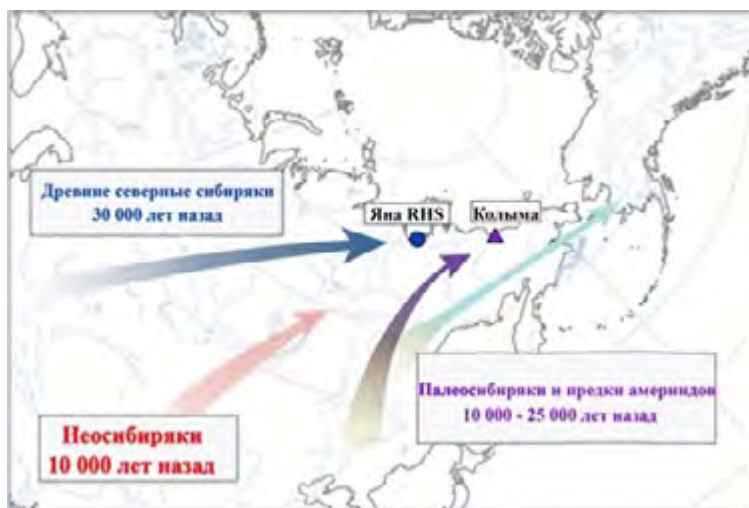 Древние северные сибиряки
30 000 лет назад
Яна RHS
Колыма
Палеосибиряки и предки америндов
10 000 - 25 000 лет назад
Неосибиряки
10 000 лет назад